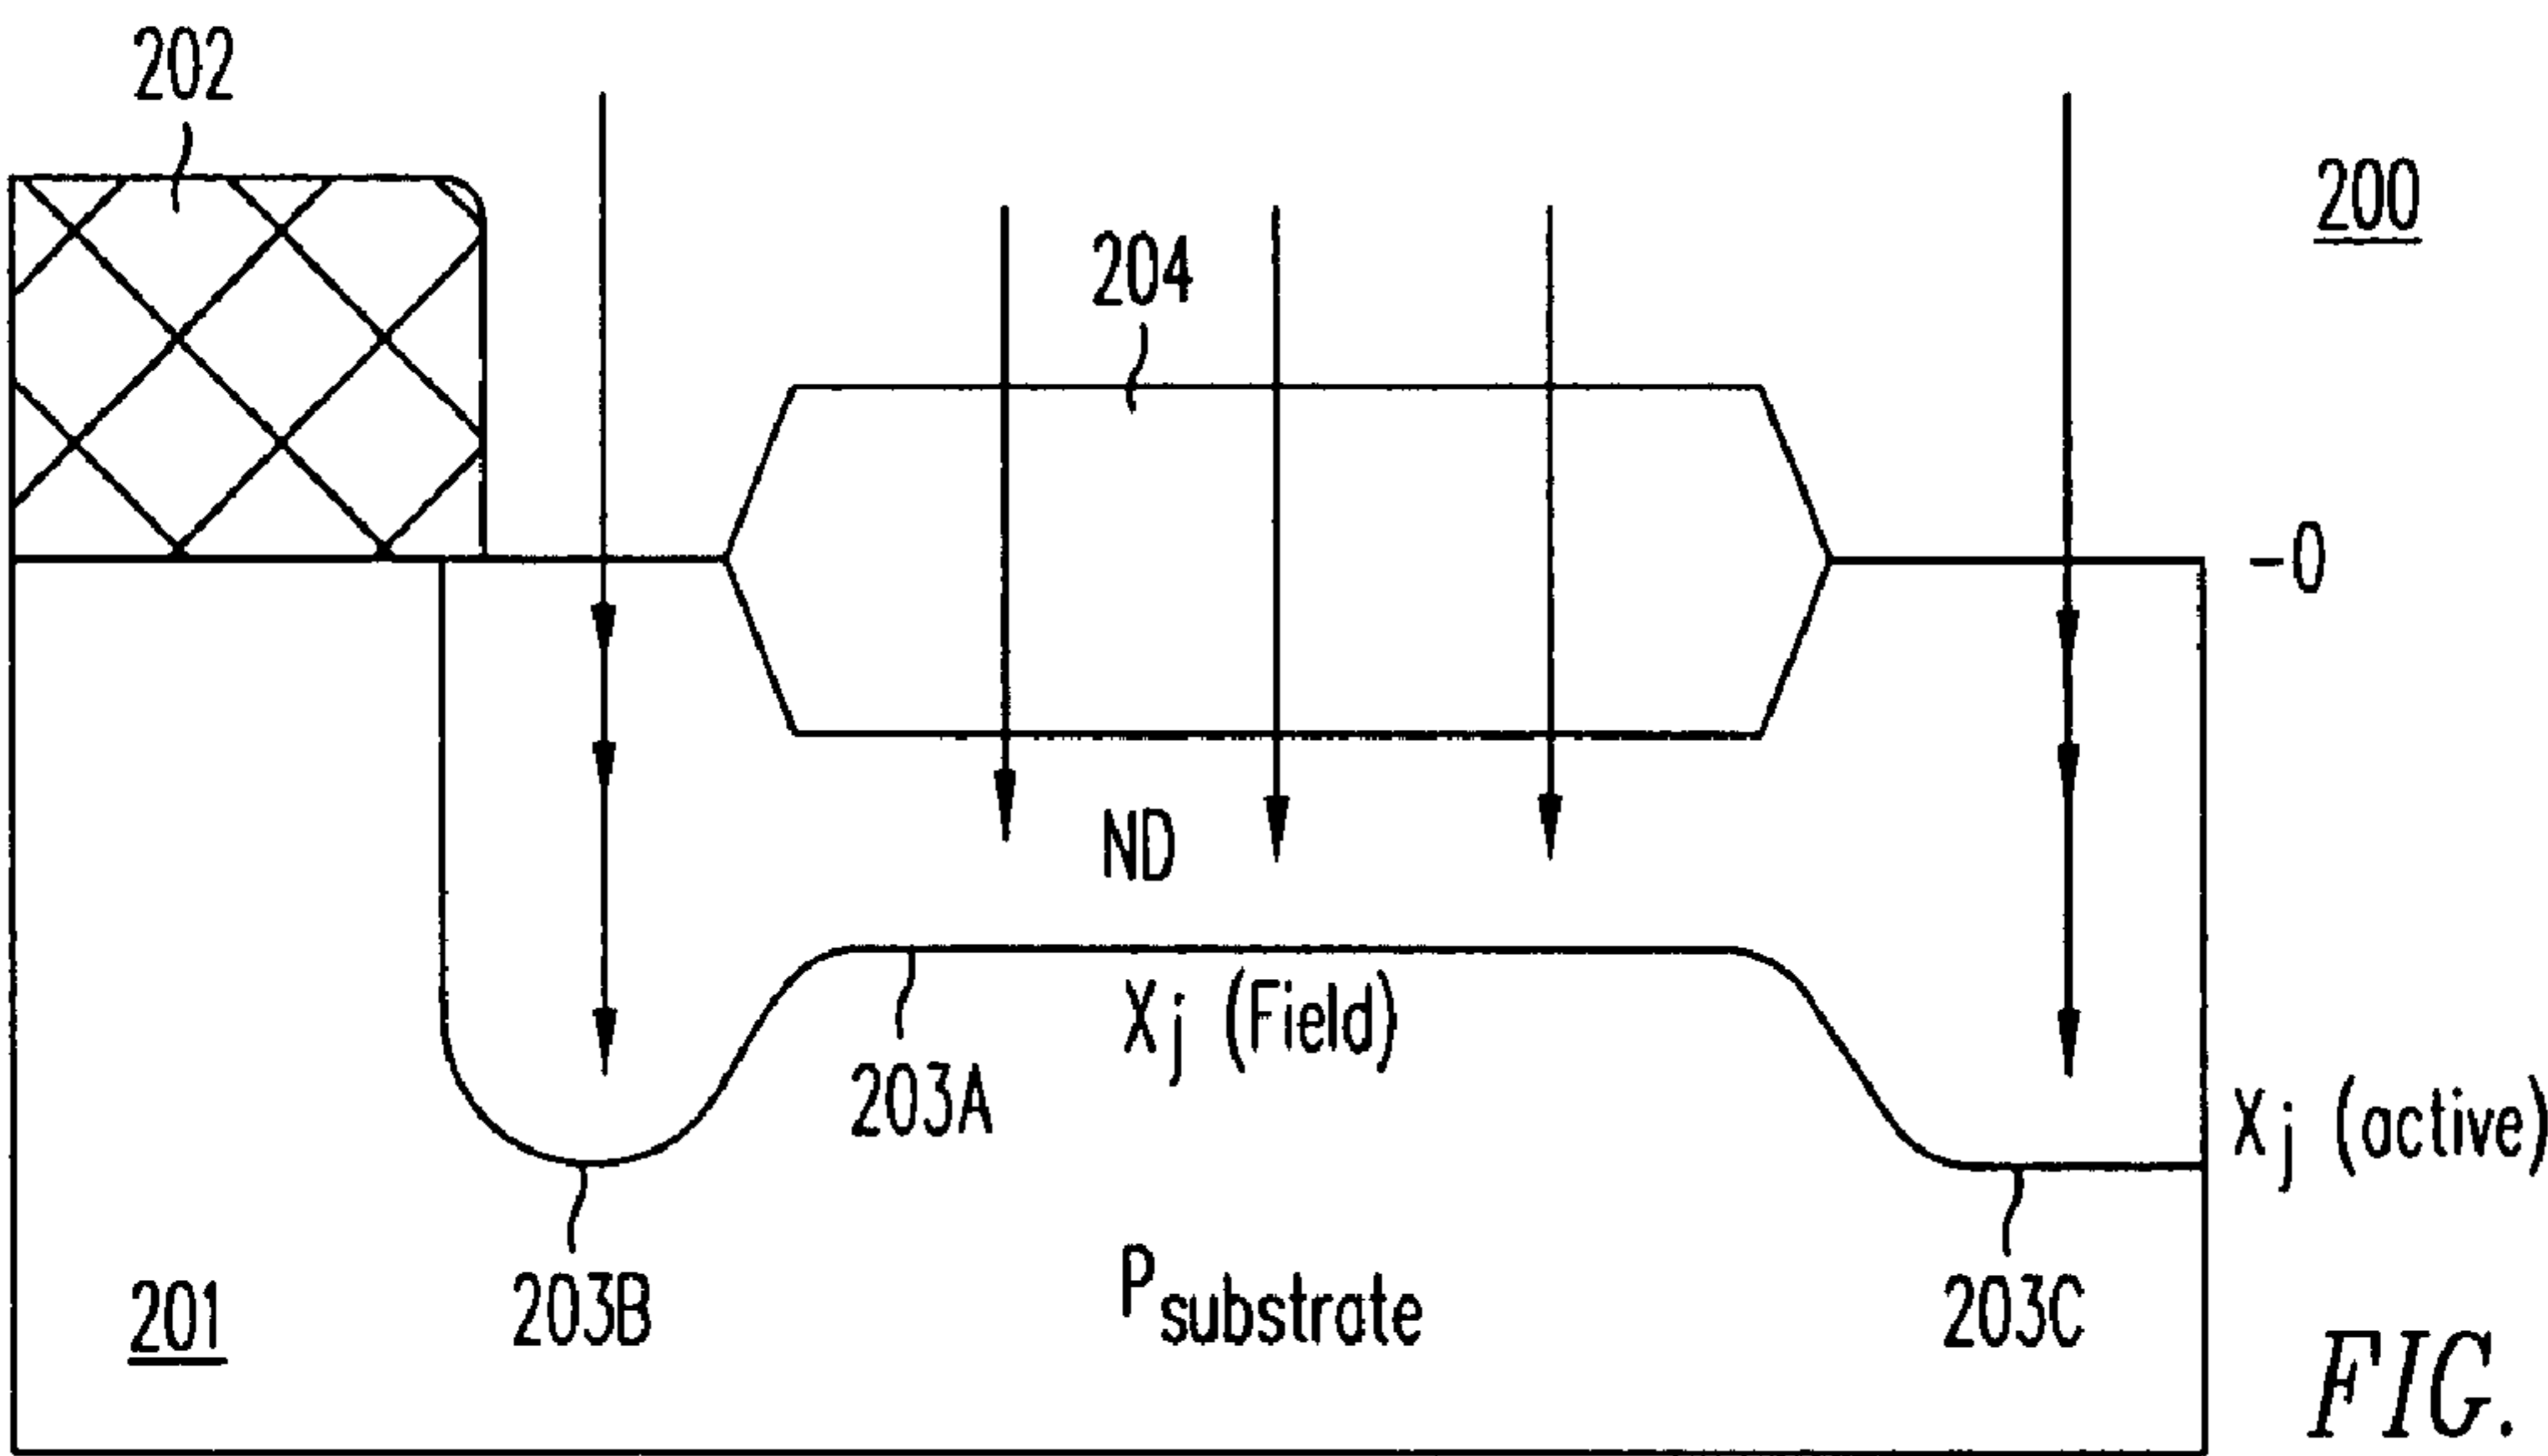 202
200
204
-0
ND
Xj (Field)
203A
Xj (active)
203B
Psubstrate
203C
201
FIG.